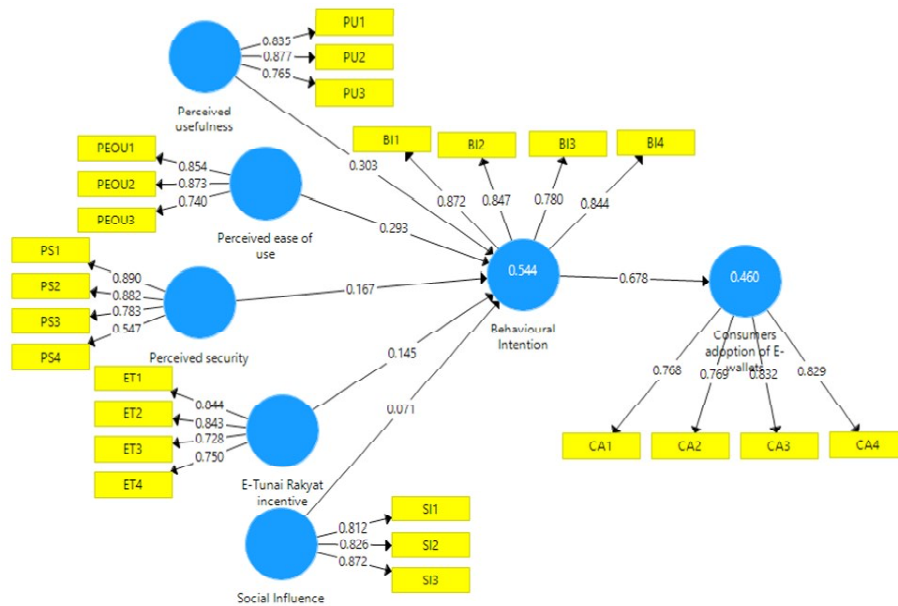 PU1
0.835
PU2
0.877
PU3
0.765
Perceived
usefulness
BI1
BI2
BI3
BI4
0.303
PEOU1
0.854
PEOU2
0.873
PEOU3
0.740
0.872
0.847
0.780
0.844
Perceived ease of
use
0.293
PS1
0.890
PS2
0.882
PS3
0.783
PS4
0.547
Perceived security
0.167
0.544
0.678
0.460
Behavioural
Intention
Consumers
adoption of E-
wallets
0.145
0.071
ET1
0.844
ET2
0.843
ET3
0.728
ET4
0.750
E-Tunai Rakyat
incentive
0.768
0.769
0.832
0.829
CA1
CA2
CA3
CA4
SI1
0.812
SI2
0.826
SI3
0.872
Social Influence